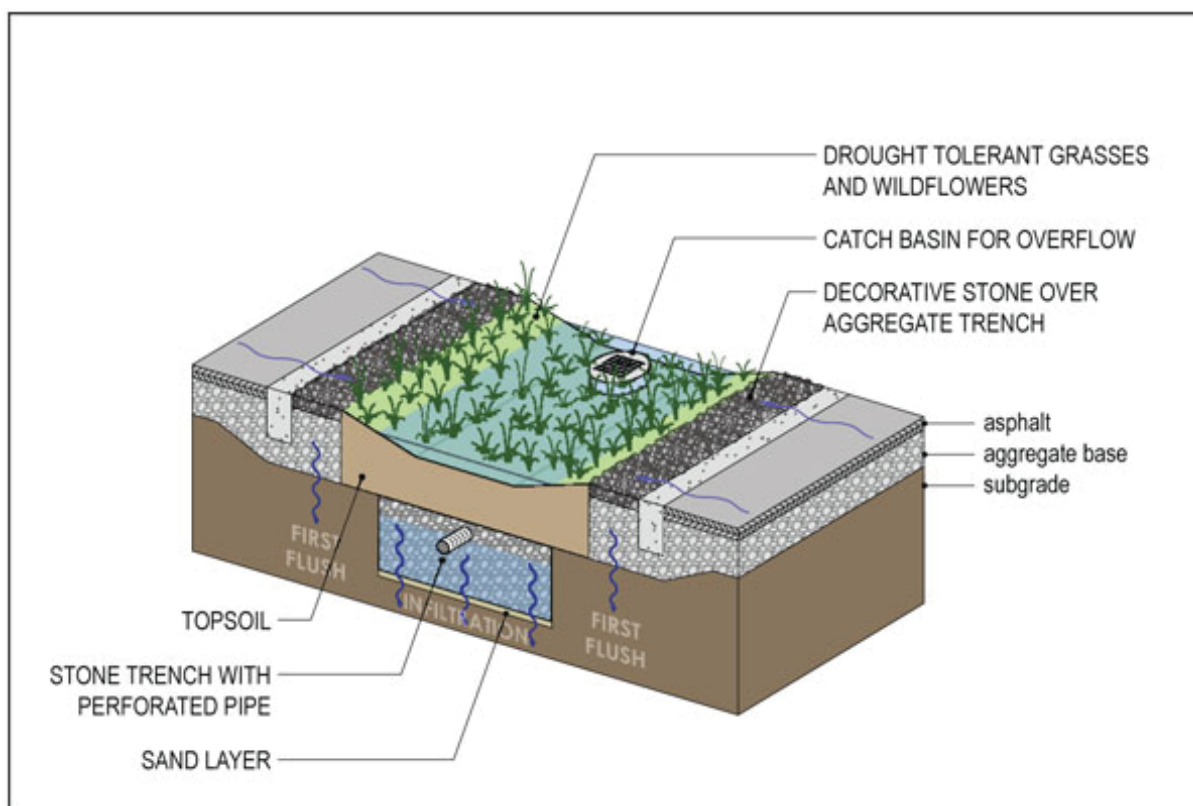 DROUGHT TOLERANT GRASSES
AND WILDFLOWERS
CATCH BASIN FOR OVERFLOW
DECORATIVE STONE OVER
AGGREGATE TRENCH
asphalt
aggregate base
subgrade
FIRST
FLUSH
INFILTRATION
FIRST
FLUSH
TOPSOIL
STONE TRENCH WITH
PERFORATED PIPE
SAND LAYER